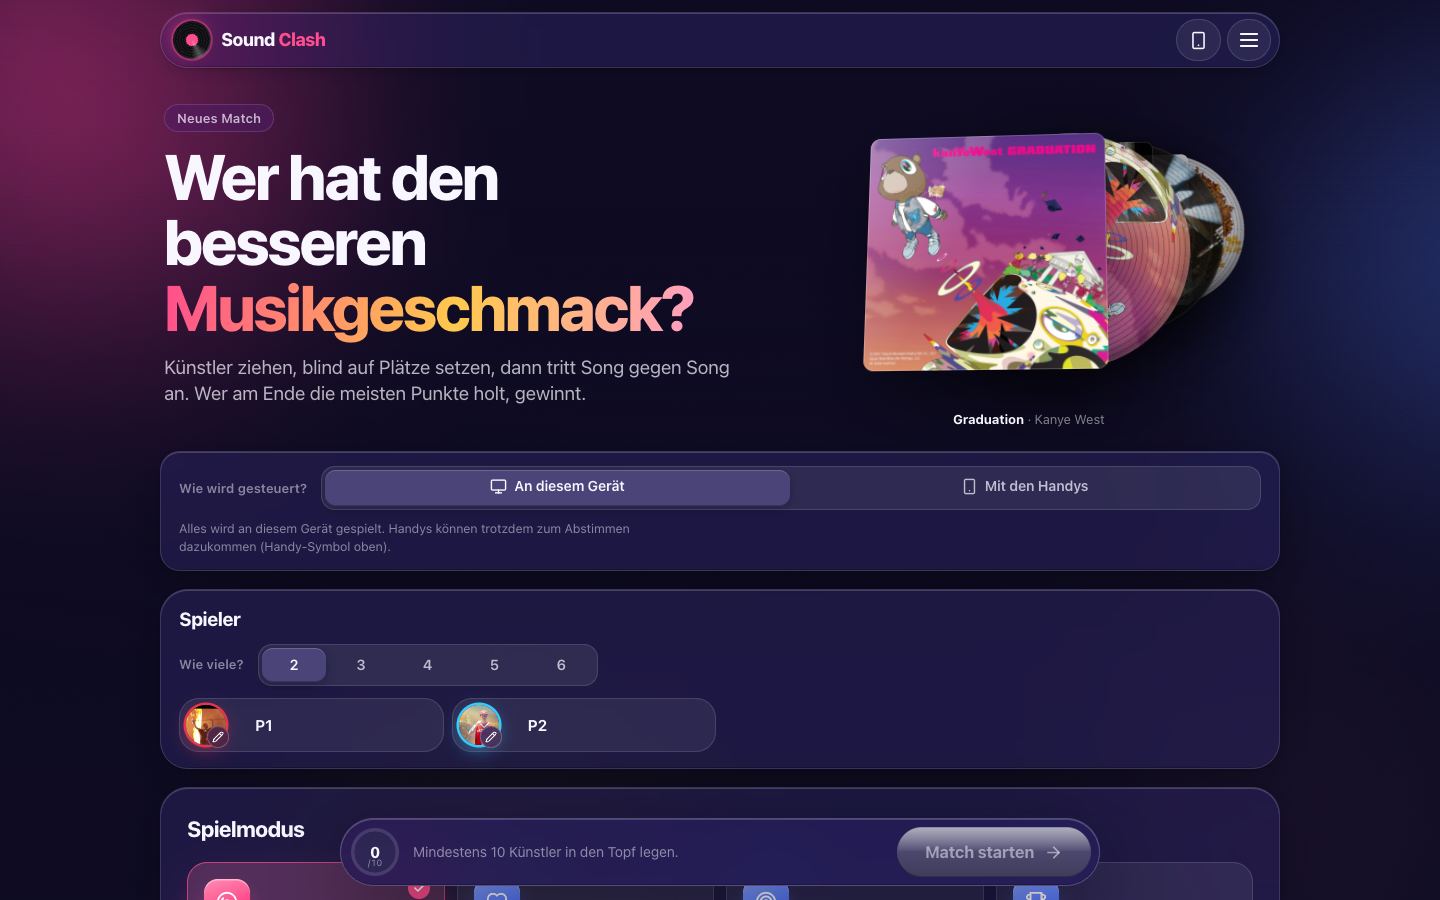 Sound Clash
Neues Match
Wer hat den
besseren
Musikgeschmack?
Künstler ziehen, blind auf Plätze setzen, dann tritt Song gegen Song
an. Wer am Ende die meisten Punkte holt, gewinnt.
KanYeWest GRADUATION
Graduation · Kanye West
Wie wird gesteuert?
An diesem Gerät
Mit den Handys
Alles wird an diesem Gerät gespielt. Handys können trotzdem zum Abstimmen
dazukommen (Handy-Symbol oben).
Spieler
Wie viele?
2 3 4 5 6
P1
P2
Spielmodus
0
/10
Mindestens 10 Künstler in den Topf legen.
Match starten